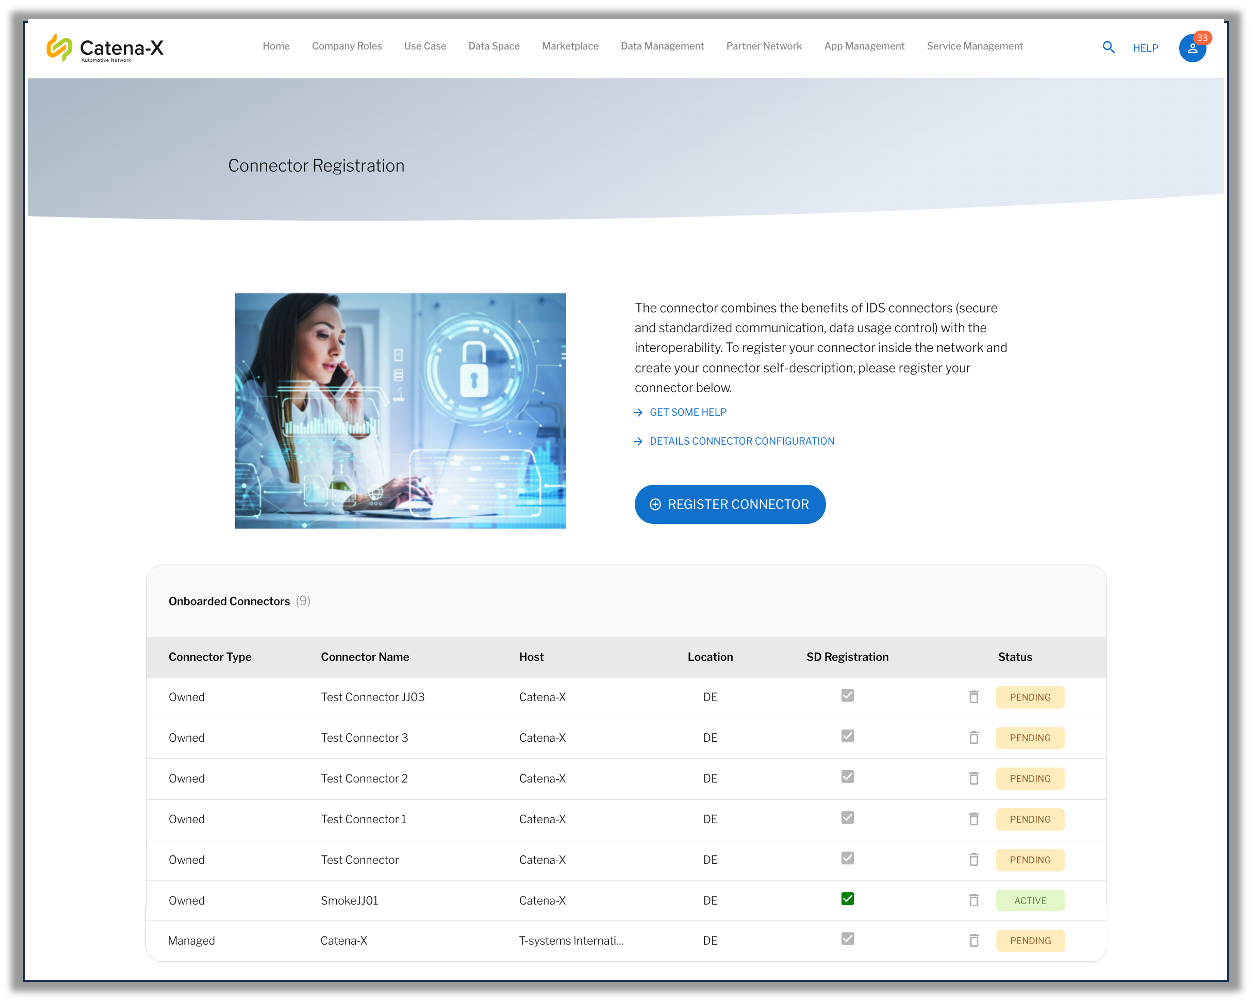 Catena-X
Automotive Network
Home Company Roles Use Case Data Space Marketplace Data Management Partner Network App Management Service Management
HELP
33
Connector Registration
The connector combines the benefits of IDS connectors (secure
and standardized communication, data usage control) with the
interoperability. To register your connector inside the network and
create your connector self-description, please register your
connector below.
GET SOME HELP
DETAILS CONNECTOR CONFIGURATION
REGISTER CONNECTOR
Onboarded Connectors (9)
Connector Type Connector Name Host Location SD Registration Status
Owned Test Connector JJ03 Catena-X DE PENDING
Owned Test Connector 3 Catena-X DE PENDING
Owned Test Connector 2 Catena-X DE PENDING
Owned Test Connector 1 Catena-X DE PENDING
Owned Test Connector Catena-X DE PENDING
Owned SmokeJJ01 Catena-X DE ACTIVE
Managed Catena-X T-systems Internati... DE PENDING